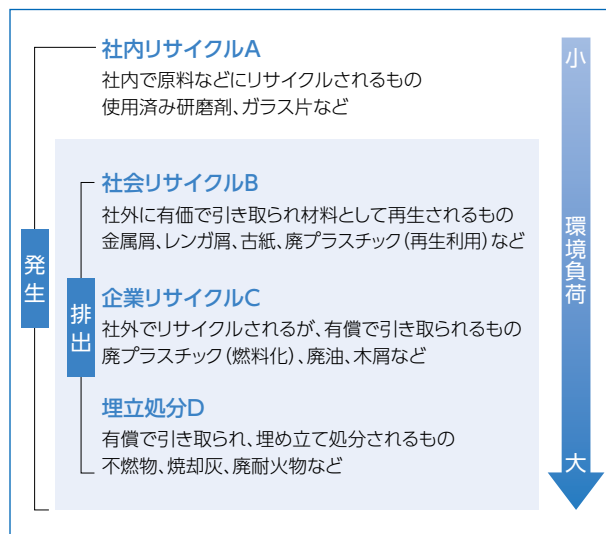 社内リサイクルA
社内で原料などにリサイクルされるもの
使用済み研磨剤、ガラス片など
社会リサイクルB
社外に有価で引き取られ材料として再生されるもの
金属屑、レンガ屑、古紙、廃プラスチック(再生利用)など
企業リサイクルC
社外でリサイクルされるが、有償で引き取られるもの
廃プラスチック(燃料化)、廃油、木屑など
埋立処分D
有償で引き取られ、埋め立て処分されるもの
不燃物、焼却灰、廃耐火物など
発生
排出
小
環境負荷
大